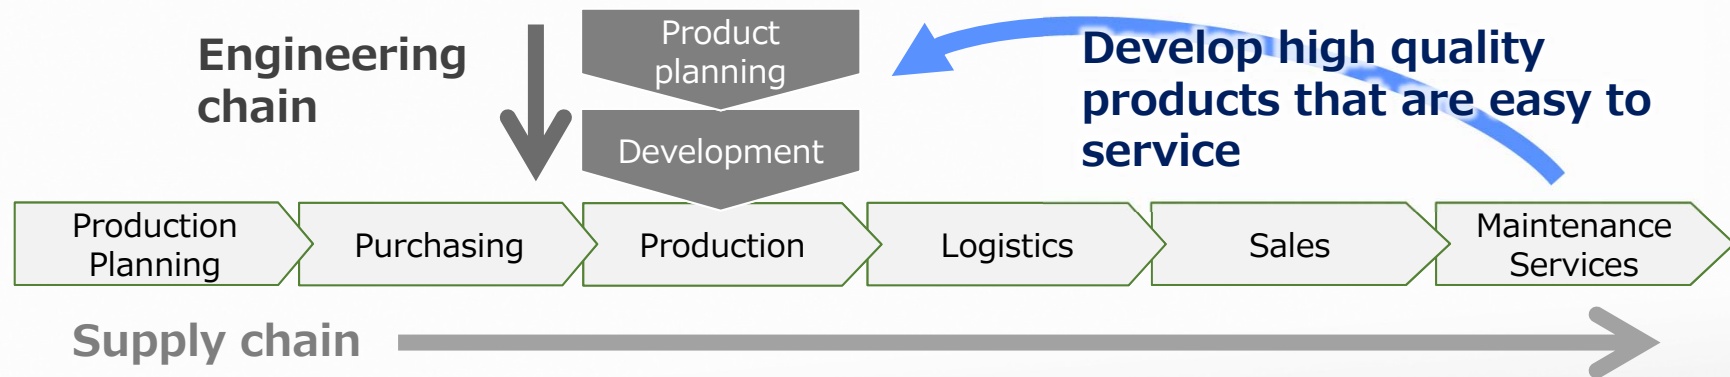 Engineering
chain
Product
planning
Development
Develop high quality
products that are easy to
service
Production
Planning
Purchasing
Production
Logistics
Sales
Maintenance
Services
Supply chain